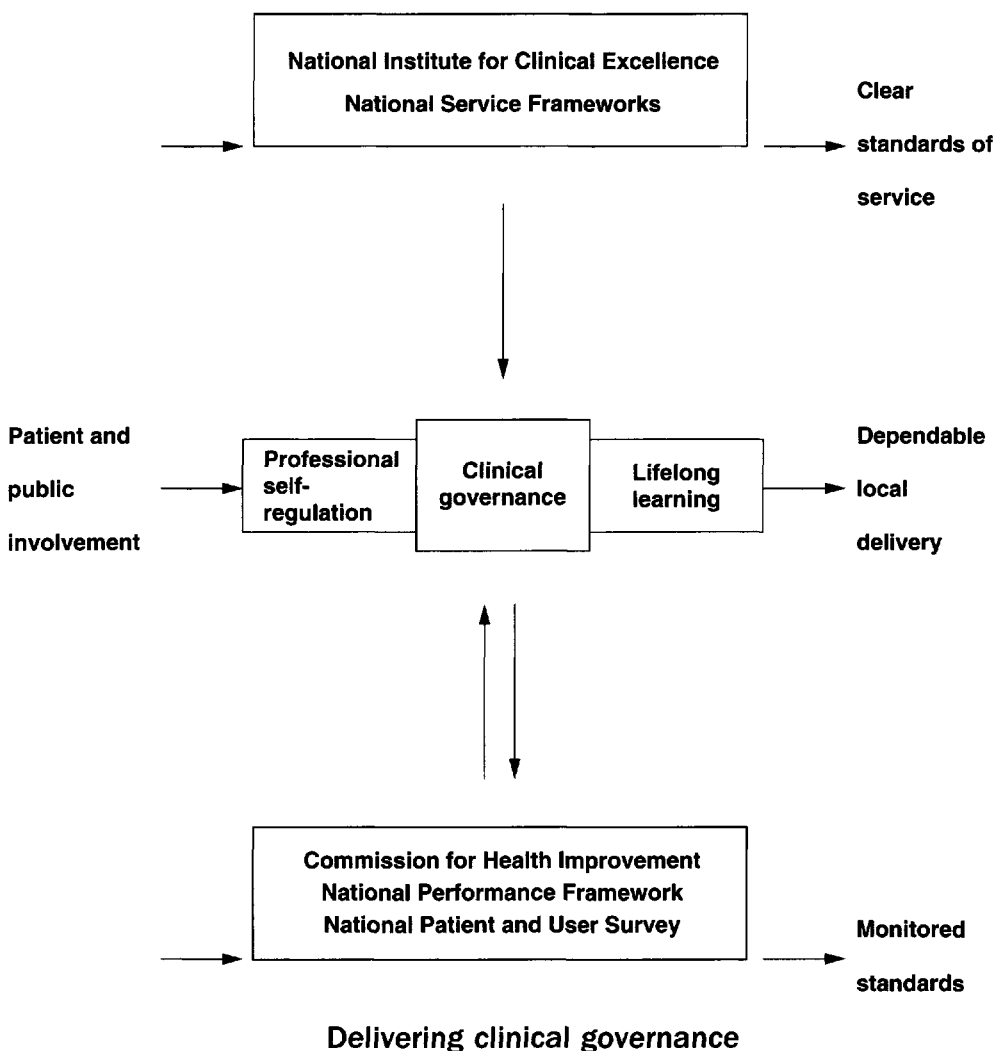 National Institute for Clinical Excellence
National Service Frameworks
Clear
standards of
service
Patient and
public
involvement
Professional
self-
regulation
Clinical
governance
Lifelong
learning
Dependable
local
delivery
Commission for Health Improvement
National Performance Framework
National Patient and User Survey
Monitored
standards
Delivering clinical governance